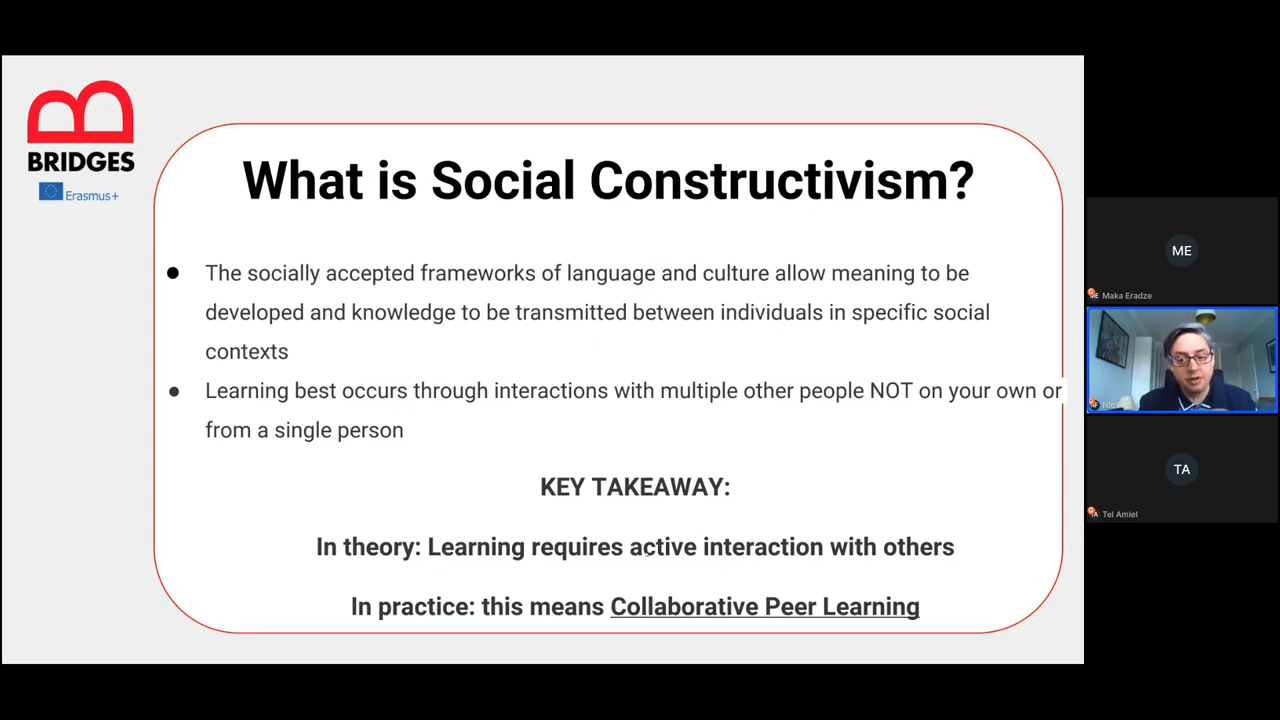 BRIDGES
Erasmus+
What is Social Constructivism?
● The socially accepted frameworks of language and culture allow meaning to be
developed and knowledge to be transmitted between individuals in specific social
contexts
● Learning best occurs through interactions with multiple other people NOT on your own or
from a single person
KEY TAKEAWAY:
In theory: Learning requires active interaction with others
In practice: this means Collaborative Peer Learning
ME
Maka Eradze
TA
Tel Amiel